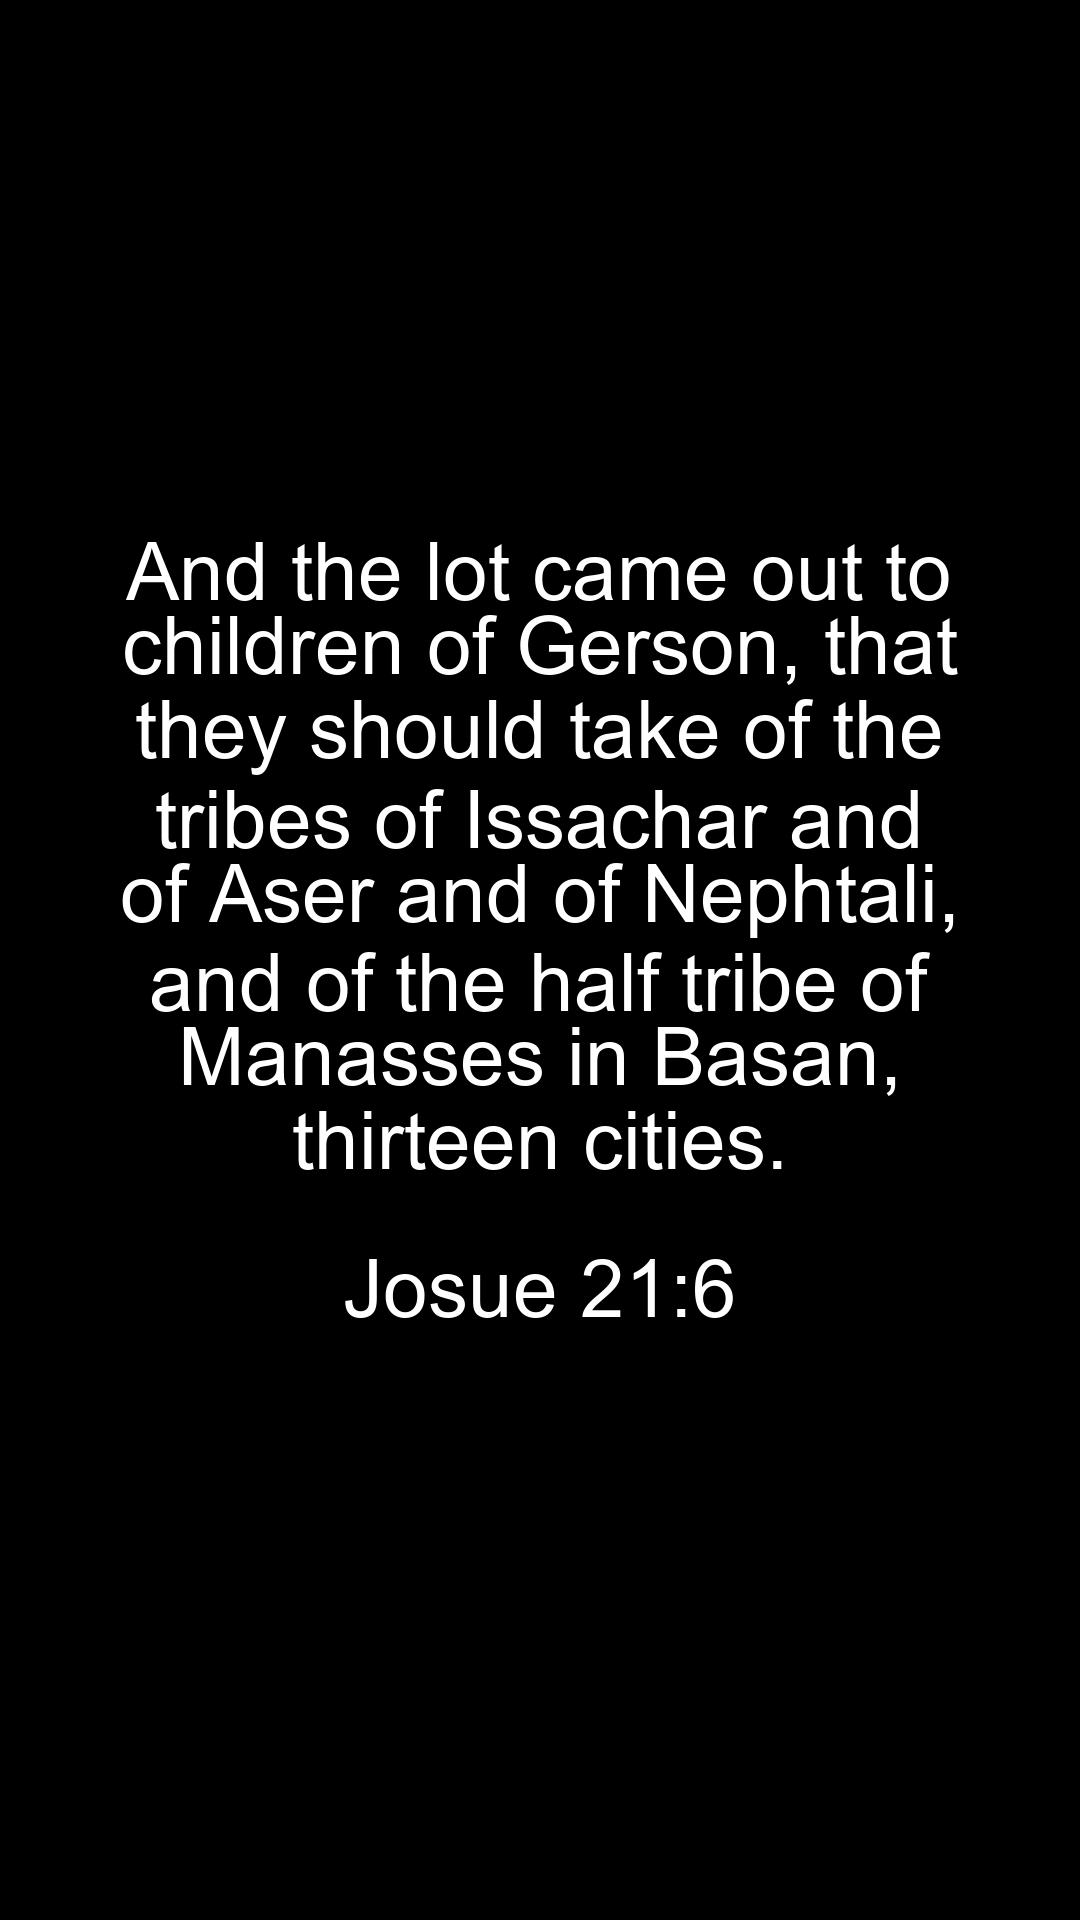 And the lot came out to
children of Gerson, that
they should take of the
tribes of Issachar and
of Aser and of Nephtali,
and of the half tribe of
Manasses in Basan,
thirteen cities.
Josue 21:6